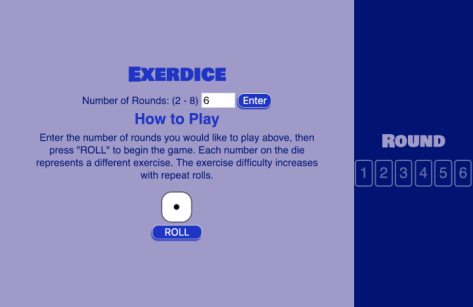 EXERDICE
Number of Rounds: (2 - 8) 6 Enter
How to Play
Enter the number of rounds you would like to play above, then
press "ROLL" to begin the game. Each number on the die
represents a different exercise. The exercise difficulty increases
with repeat rolls.
ROLL
ROUND
1 2 3 4 5 6